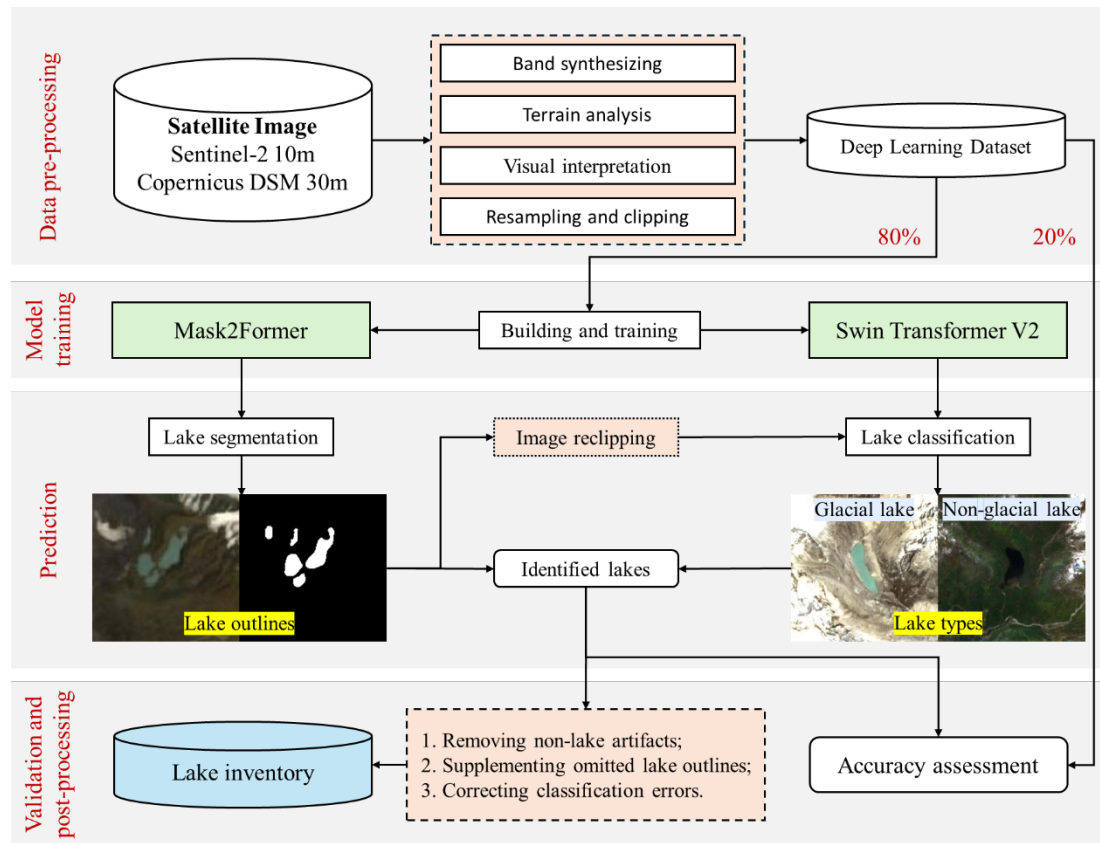 Data pre-processing
Satellite Image
Sentinel-2 10m
Copernicus DSM 30m
Band synthesizing
Terrain analysis
Visual interpretation
Resampling and clipping
Deep Learning Dataset
80%
20%
Model
training
Mask2Former
Building and training
Swin Transformer V2
Prediction
Lake segmentation
Image reclipping
Lake classification
Lake outlines
Identified lakes
Glacial lake
Non-glacial lake
Lake types
Validation and
post-processing
Lake inventory
1. Removing non-lake artifacts;
2. Supplementing omitted lake outlines;
3. Correcting classification errors.
Accuracy assessment